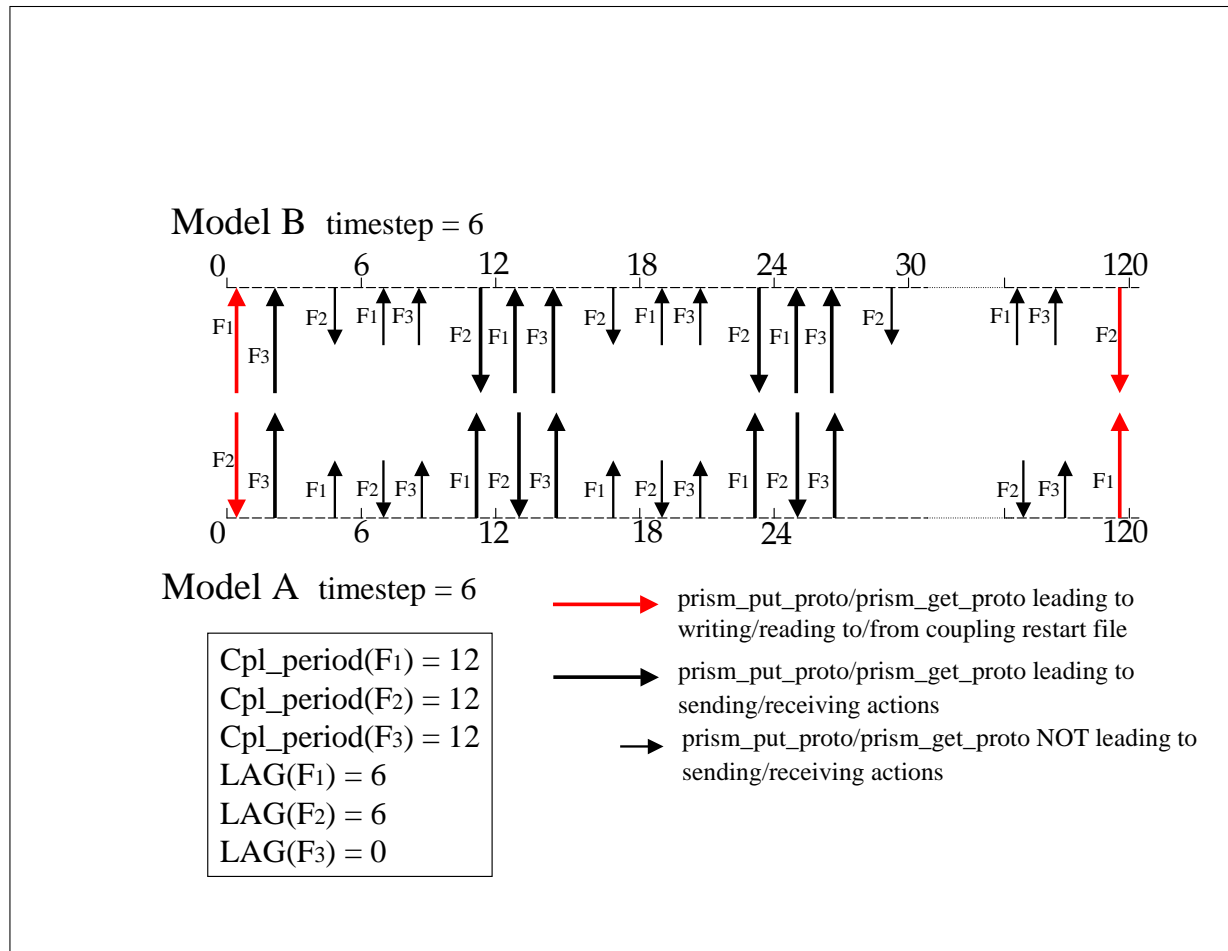 Model B timestep = 6
0 6 12 18 24 30 120
F1 F3 F2 F1 F3 F2 F1 F3 F2 F1 F3 F2 F1 F3 F2 F1 F3 F2
F2 F3 F1 F2 F3 F1 F2 F3 F1 F2 F3 F1 F2 F3 F2 F3 F1
0 6 12 18 24 120
Model A timestep = 6
Cpl_period(F1) = 12
Cpl_period(F2) = 12
Cpl_period(F3) = 12
LAG(F1) = 6
LAG(F2) = 6
LAG(F3) = 0
prism_put_proto/prism_get_proto leading to
writing/reading to/from coupling restart file
prism_put_proto/prism_get_proto leading to
sending/receiving actions
prism_put_proto/prism_get_proto NOT leading to
sending/receiving actions